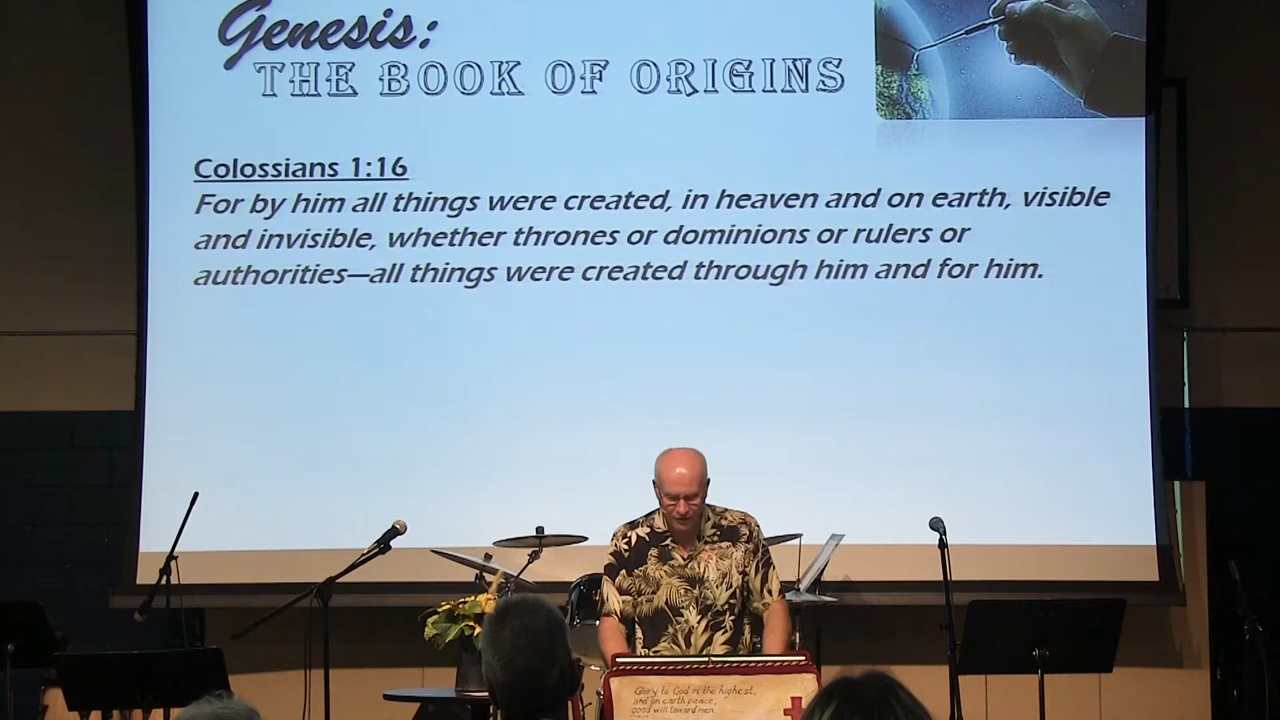 Genesis:
THE BOOK OF ORIGINS
Colossians 1:16
For by him all things were created, in heaven and on earth, visible
and invisible, whether thrones or dominions or rulers or
authorities—all things were created through him and for him.
Glory to God in the highest,
and on earth peace,
good will toward men.